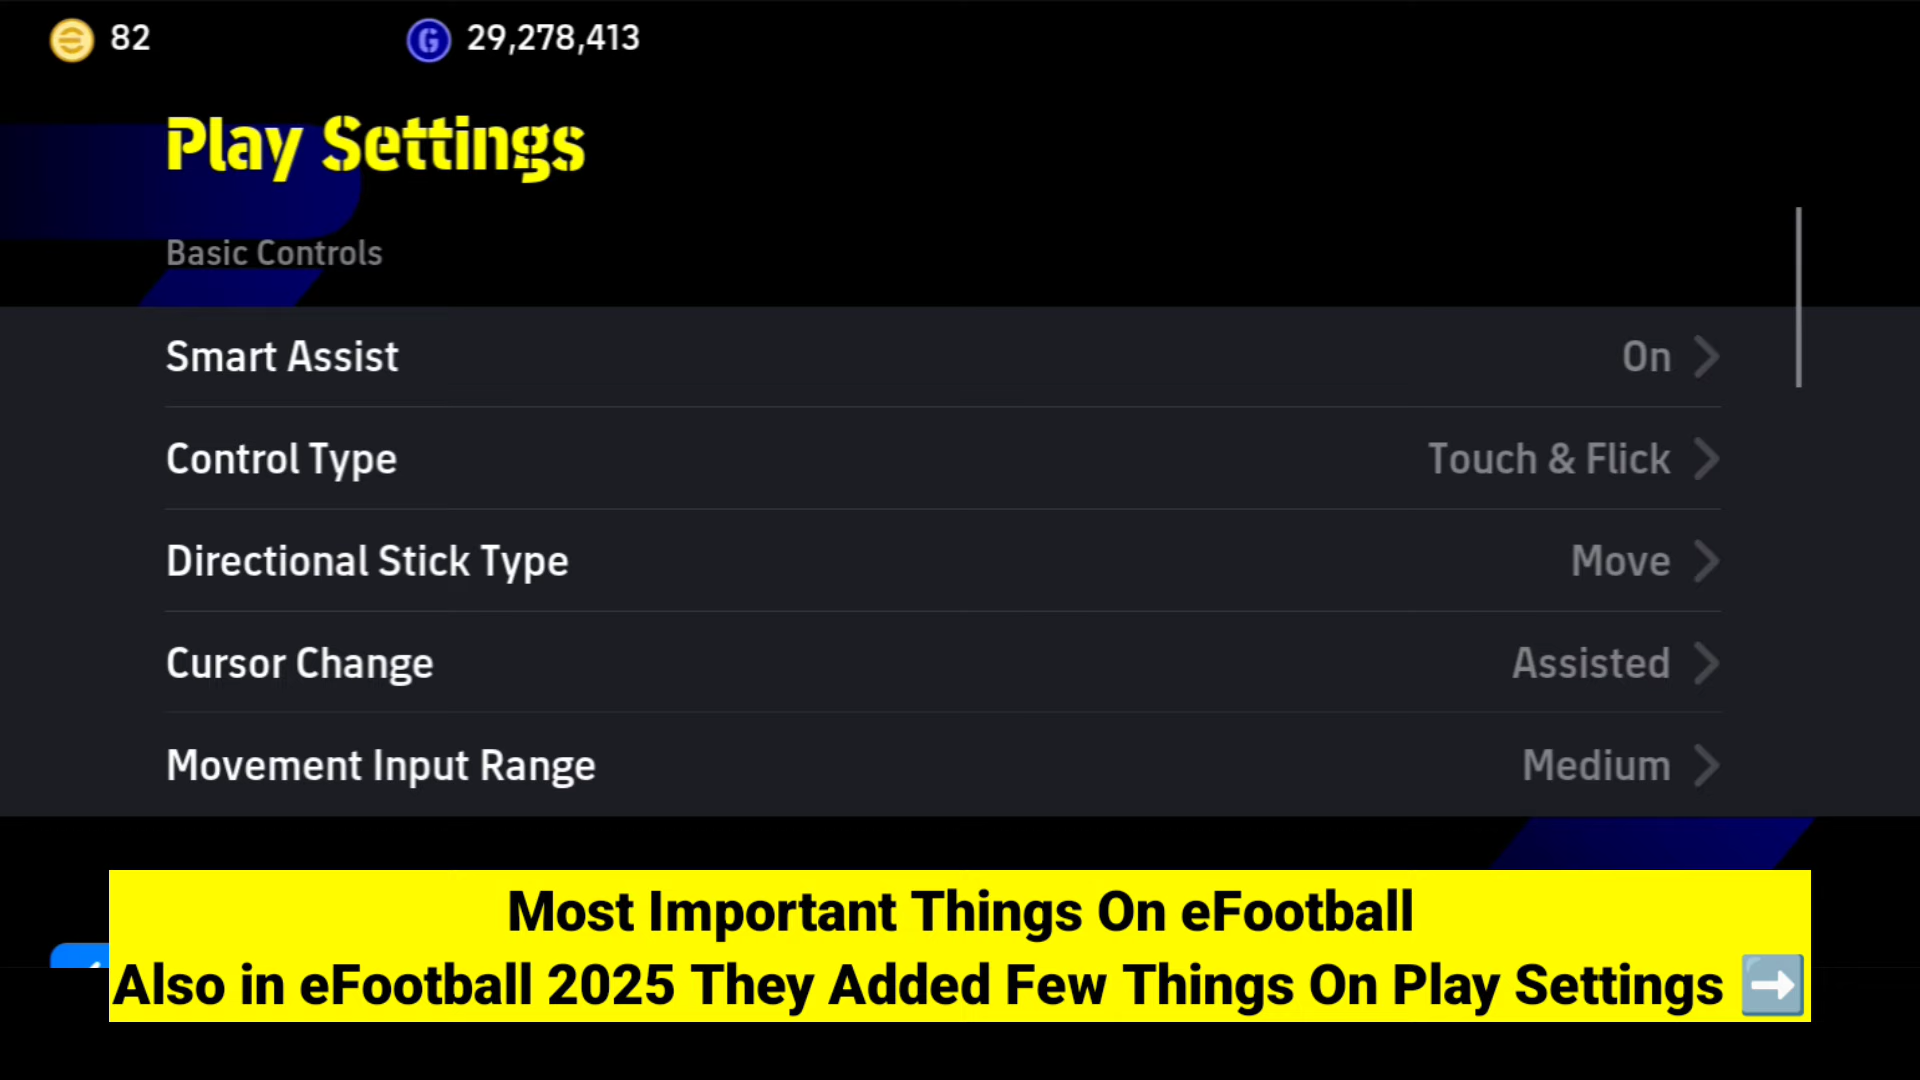 82
29,278,413
Play Settings
Basic Controls
Smart Assist On
Control Type Touch & Flick
Directional Stick Type Move
Cursor Change Assisted
Movement Input Range Medium
Most Important Things On eFootball
Also in eFootball 2025 They Added Few Things On Play Settings ➡️